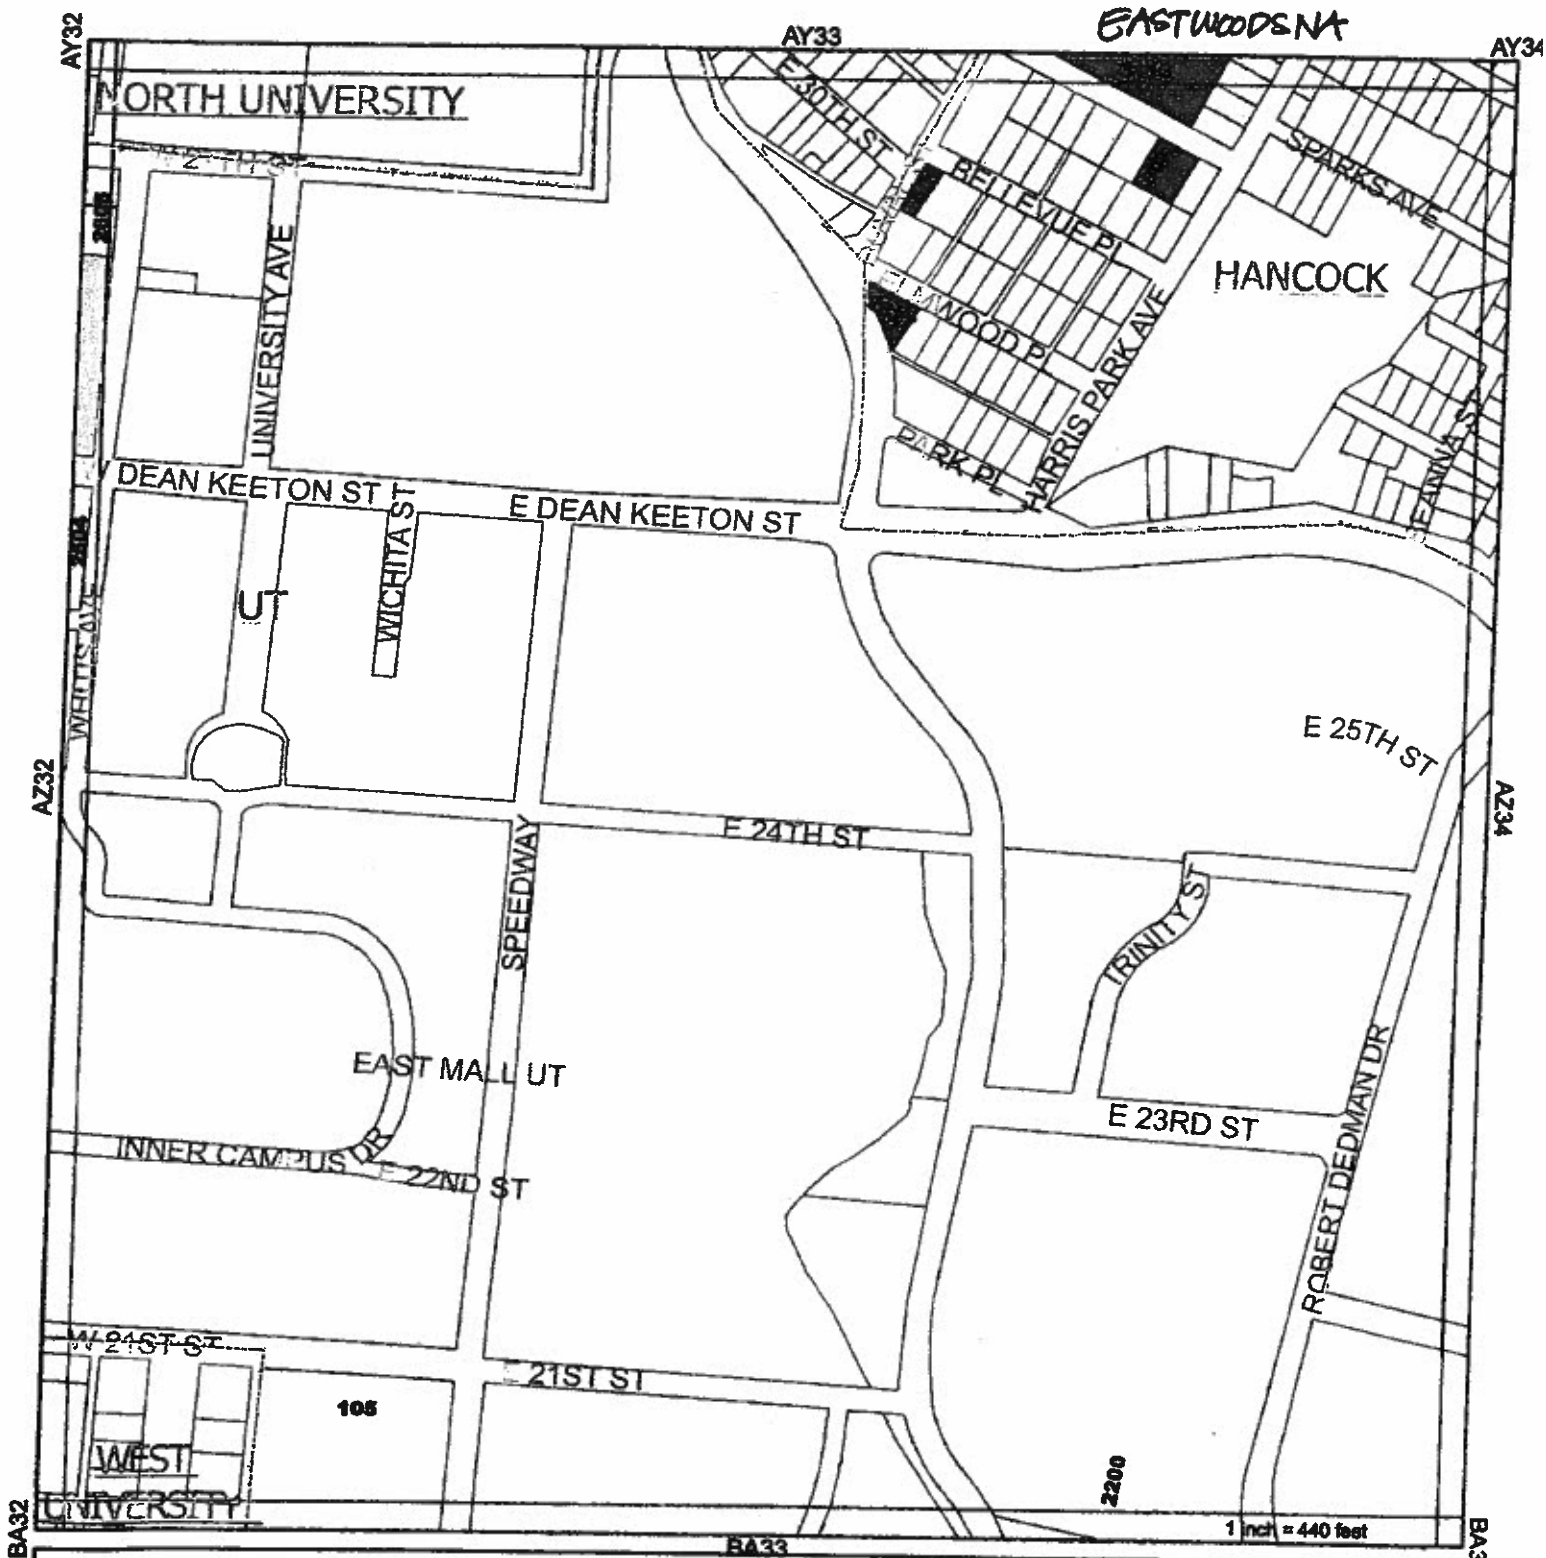 EASTWOODS NA
AY32
AY33
AY34
NORTH UNIVERSITY
E 30TH ST
SPARKS AVE
BELLEVUE PL
HANCOCK
UNIVERSITY AVE
ELMWOOD PL
HARRIS PARK AVE
PARK PL
DEAN KEETON ST
E DEAN KEETON ST
WICHITA ST
UT
WHITIS AVE
E 25TH ST
AZ32
AZ34
E 24TH ST
SPEEDWAY
TRINITY ST
EAST MALL UT
E 23RD ST
INNER CAMPUS DR
E 22ND ST
ROBERT DEDMAN DR
W 21ST ST
E 21ST ST
105
WEST
UNIVERSITY
2200
1 inch = 440 feet
BA32
BA33
BA3